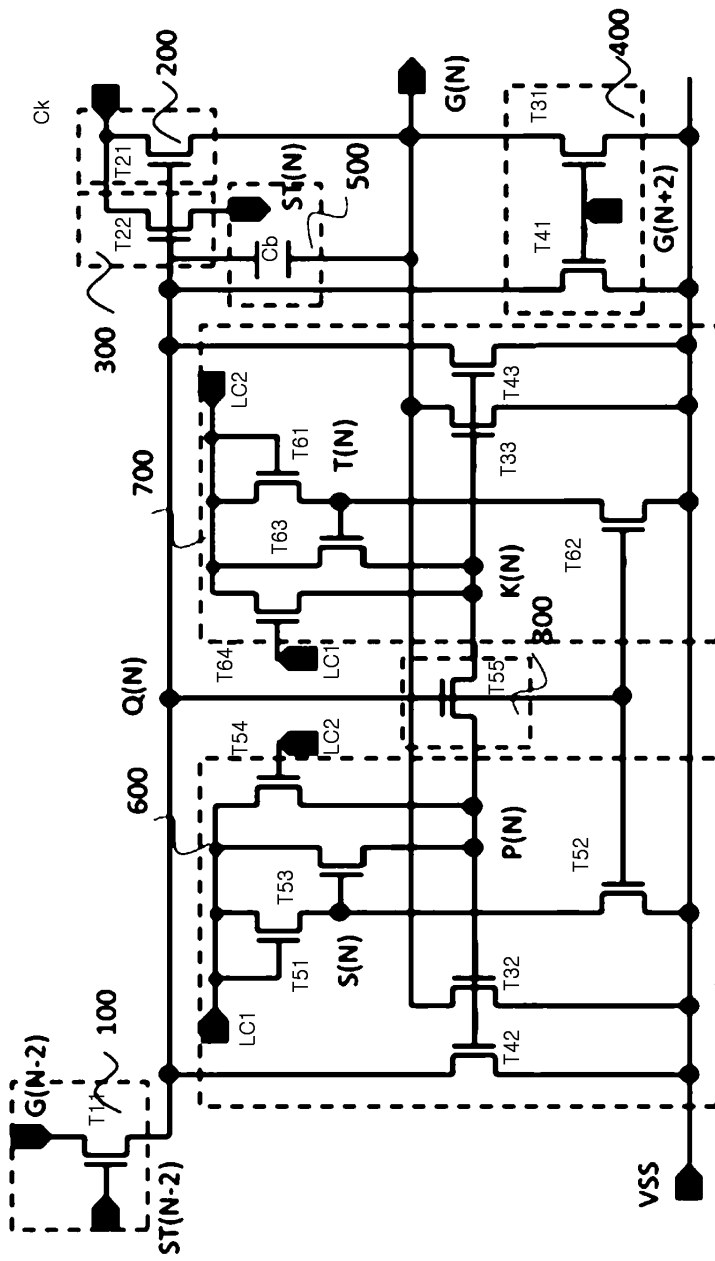 G(N-2)
T11
100
ST(N-2)
Q(N)
600
LC1
T51
T53
T54
LC2
S(N)
P(N)
T42
T32
T52
VSS
700
T64
LC1
T63
T61
LC2
T(N)
K(N)
T55
800
T62
T33
T43
300
T22
T21
Ck
200
ST(N)
Cb
500
G(N)
T41
T31
400
G(N+2)